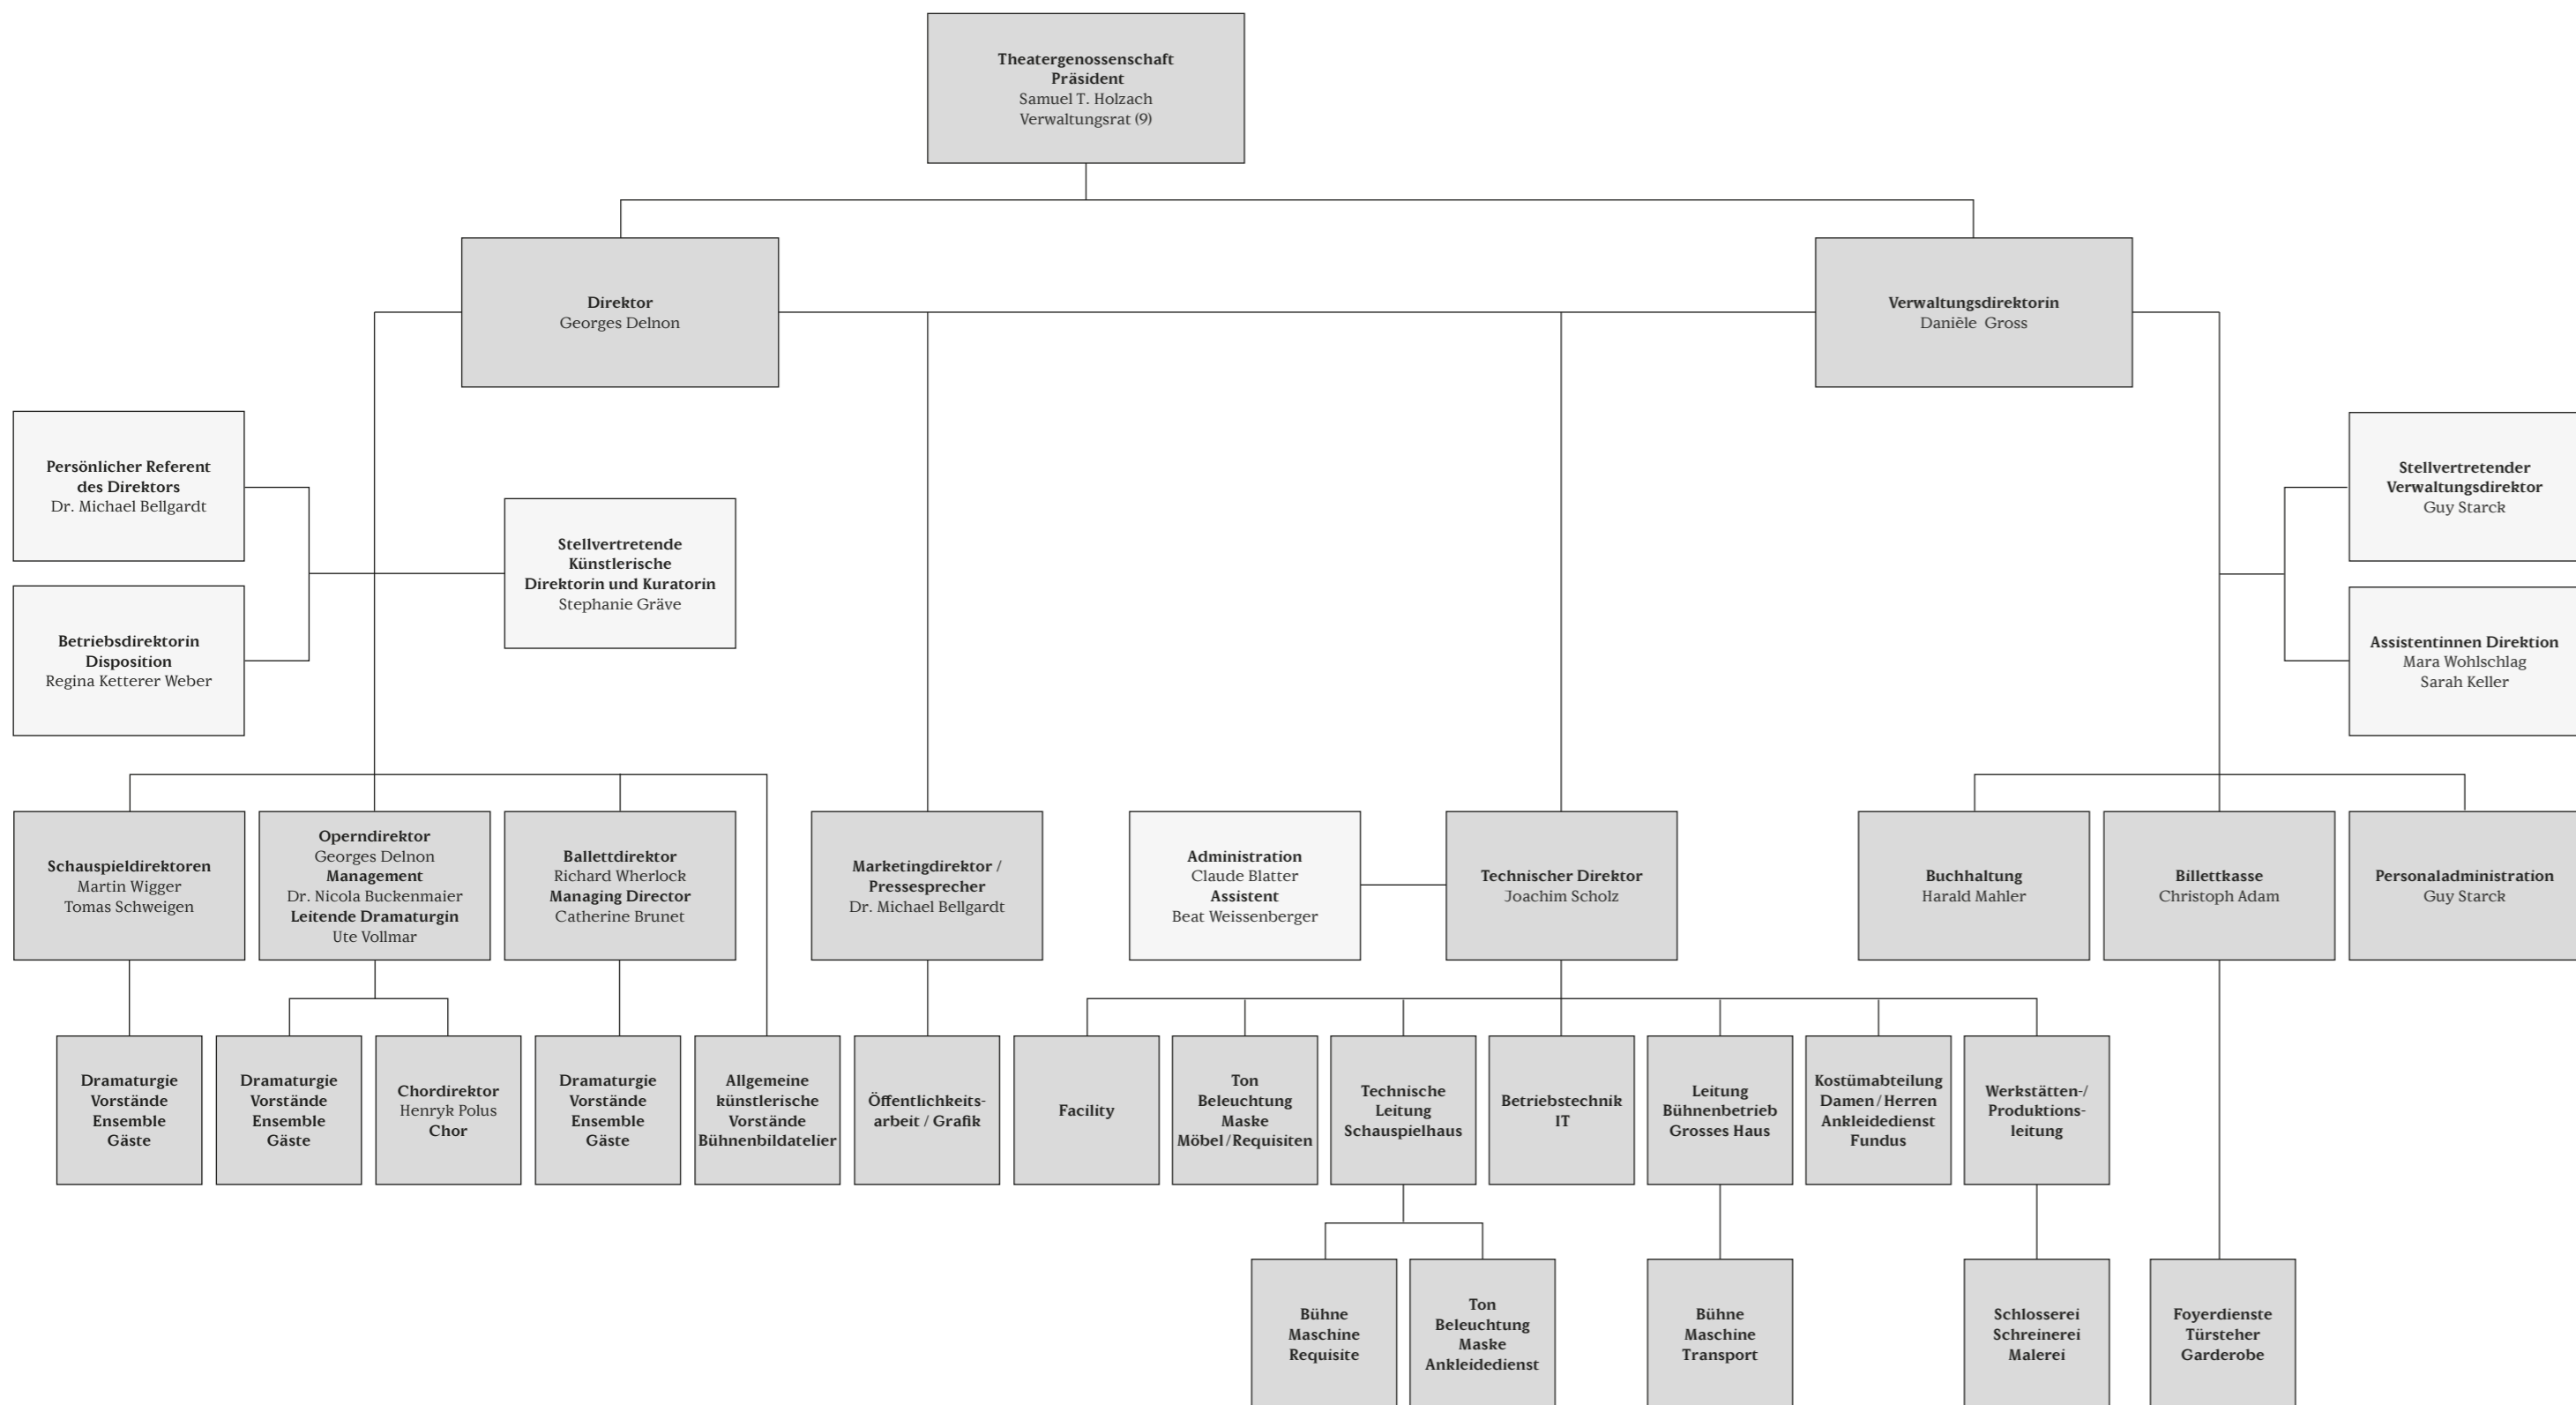 Theatergenossenschaft
Präsident
Samuel T. Holzach
Verwaltungsrat (9)
Direktor
Georges Delnon
Verwaltungsdirektorin
Danièle Gross
Persönlicher Referent
des Direktors
Dr. Michael Bellgardt
Stellvertretender
Verwaltungsdirektor
Guy Starck
Stellvertretende
Künstlerische
Direktorin und Kuratorin
Stephanie Gräve
Betriebsdirektorin
Disposition
Regina Ketterer Weber
Assistentinnen Direktion
Mara Wohlschlag
Sarah Keller
Schauspieldirektoren
Martin Wigger
Tomas Schweigen
Operndirektor
Georges Delnon
Management
Dr. Nicola Buckenmaier
Leitende Dramaturgin
Ute Vollmar
Ballettdirektor
Richard Wherlock
Managing Director
Catherine Brunet
Marketingdirektor /
Pressesprecher
Dr. Michael Bellgardt
Administration
Claude Blatter
Assistent
Beat Weissenberger
Technischer Direktor
Joachim Scholz
Buchhaltung
Harald Mahler
Billettkasse
Christoph Adam
Personaladministration
Guy Starck
Dramaturgie
Vorstände
Ensemble
Gäste
Dramaturgie
Vorstände
Ensemble
Gäste
Chordirektor
Henryk Polus
Chor
Dramaturgie
Vorstände
Ensemble
Gäste
Allgemeine
künstlerische
Vorstände
Bühnenbildatelier
Öffentlichkeits-
arbeit / Grafik
Facility
Ton
Beleuchtung
Maske
Möbel/Requisiten
Technische
Leitung
Schauspielhaus
Betriebstechnik
IT
Leitung
Bühnenbetrieb
Grosses Haus
Kostümabteilung
Damen/Herren
Ankleidedienst
Fundus
Werkstätten-/
Produktions-
leitung
Bühne
Maschine
Requisite
Ton
Beleuchtung
Maske
Ankleidedienst
Bühne
Maschine
Transport
Schlosserei
Schreinerei
Malerei
Foyerdienste
Türsteher
Garderobe